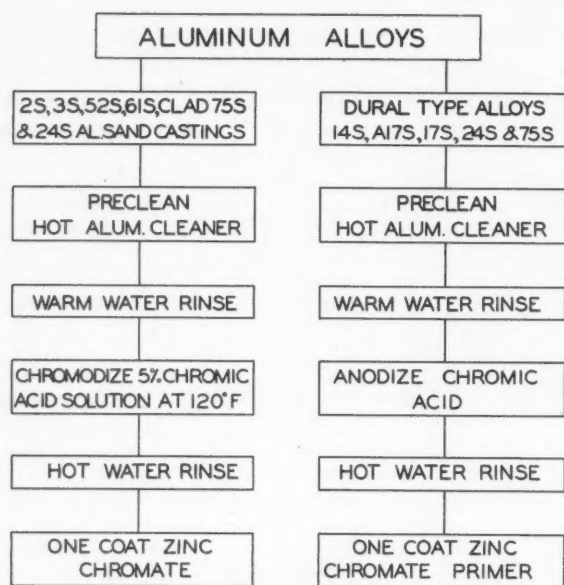 ALUMINUM ALLOYS
2S, 3S, 52S, 61S, CLAD 75S
& 24S AL. SAND CASTINGS
PRECLEAN
HOT ALUM. CLEANER
WARM WATER RINSE
CHROMODIZE 5% CHROMIC
ACID SOLUTION AT 120°F
HOT WATER RINSE
ONE COAT ZINC
CHROMATE
DURAL TYPE ALLOYS
14S, A17S, 17S, 24S & 75S
PRECLEAN
HOT ALUM. CLEANER
WARM WATER RINSE
ANODIZE CHROMIC
ACID
HOT WATER RINSE
ONE COAT ZINC
CHROMATE PRIMER